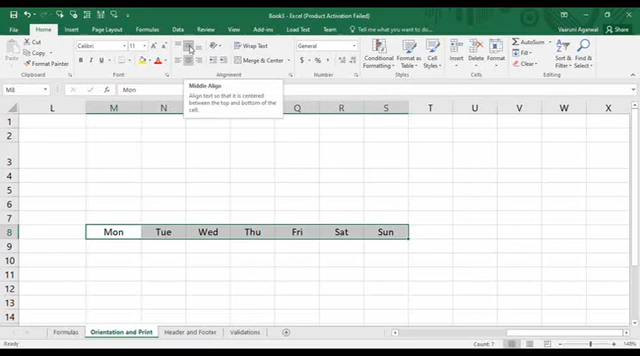 Book3 - Excel (Product Activation Failed)
File Home Insert Page Layout Formulas Data Review View Load Test Team Tell me what you want to do... Vaaruni Agarwal Share
Cut
Copy
Format Painter
Paste
Clipboard
Calibri 11
B I U
Font
Wrap Text
Merge & Center
Alignment
General
Number
Conditional Formatting
Format as Table
Cell Styles
Styles
Insert Delete Format
Cells
AutoSum
Fill
Clear
Sort & Filter
Find & Select
Editing
M8 Mon
Middle Align
Align text so that it is centered
between the top and bottom of the
cell.
L M N R S T U V W X
1
2
3
4
5
6
7
8 Mon Tue Wed Thu Fri Sat Sun
9
10
11
12
13
14
Formulas Orientation and Print Header and Footer Validations
Count: 7 148%